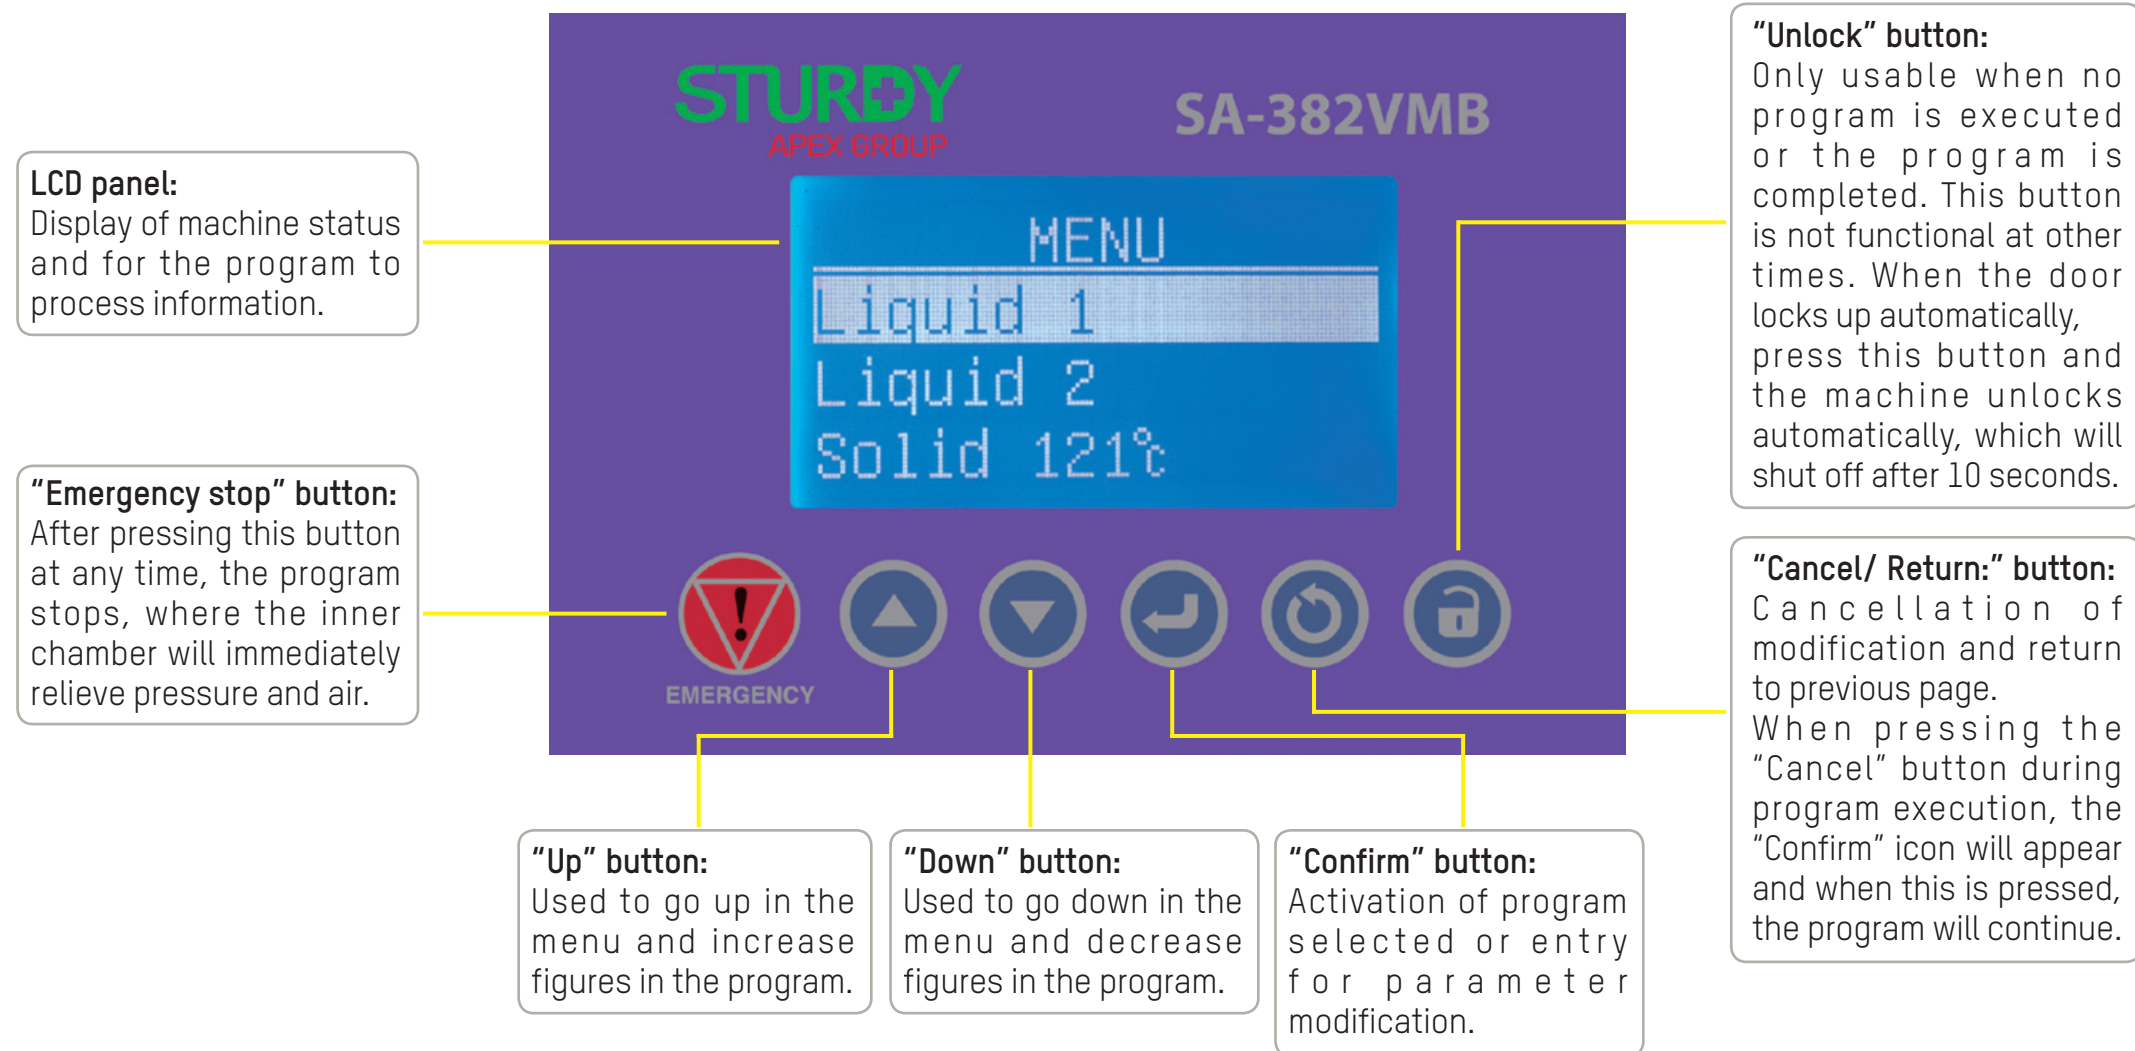 LCD panel:
Display of machine status
and for the program to
process information.
"Emergency stop" button:
After pressing this button
at any time, the program
stops, where the inner
chamber will immediately
relieve pressure and air.
STURDY
APEX GROUP
SA-382VMB
MENU
Liquid 1
Liquid 2
Solid 121℃
EMERGENCY
"Up" button:
Used to go up in the
menu and increase
figures in the program.
"Down" button:
Used to go down in the
menu and decrease
figures in the program.
"Confirm" button:
Activation of program
selected or entry
for parameter
modification.
"Unlock" button:
Only usable when no
program is executed
or the program is
completed. This button
is not functional at other
times. When the door
locks up automatically,
press this button and
the machine unlocks
automatically, which will
shut off after 10 seconds.
"Cancel/ Return:" button:
Cancellation of
modification and return
to previous page.
When pressing the
"Cancel" button during
program execution, the
"Confirm" icon will appear
and when this is pressed,
the program will continue.